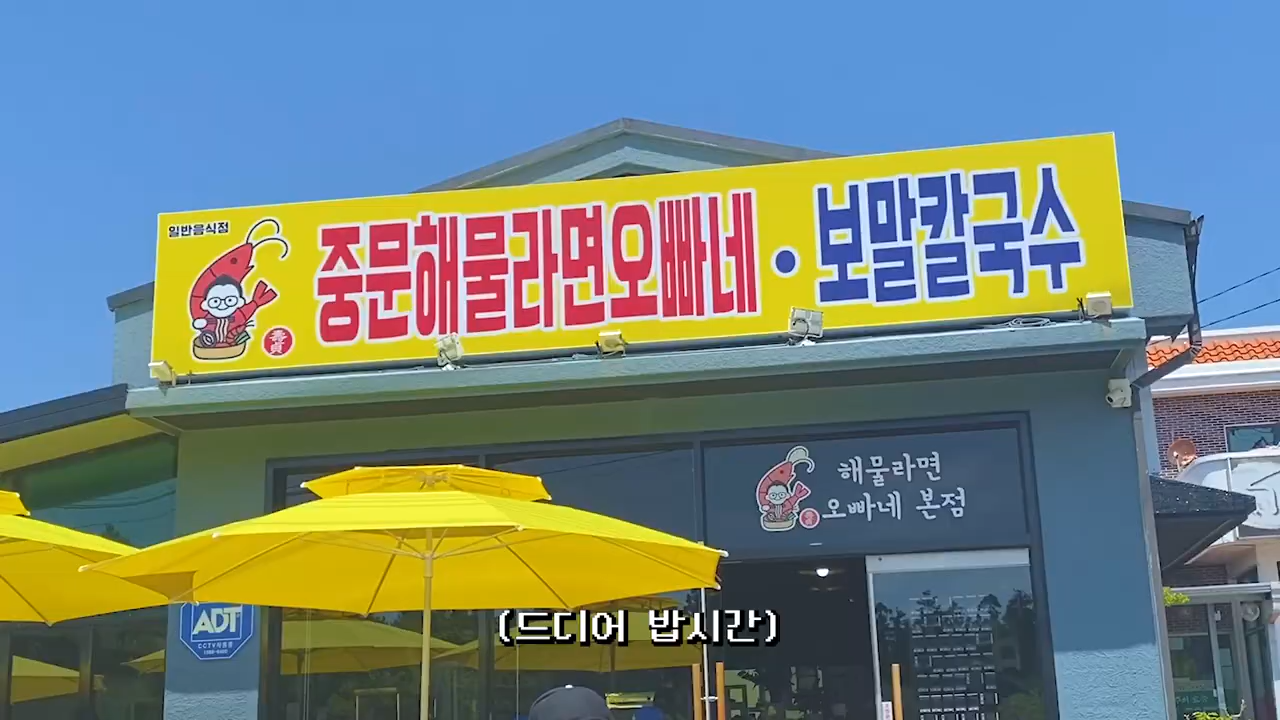 일반음식점
중문해물라면오빠네 • 보말칼국수
해물라면
오빠네 본점
ADT
(드디어 밥시간)